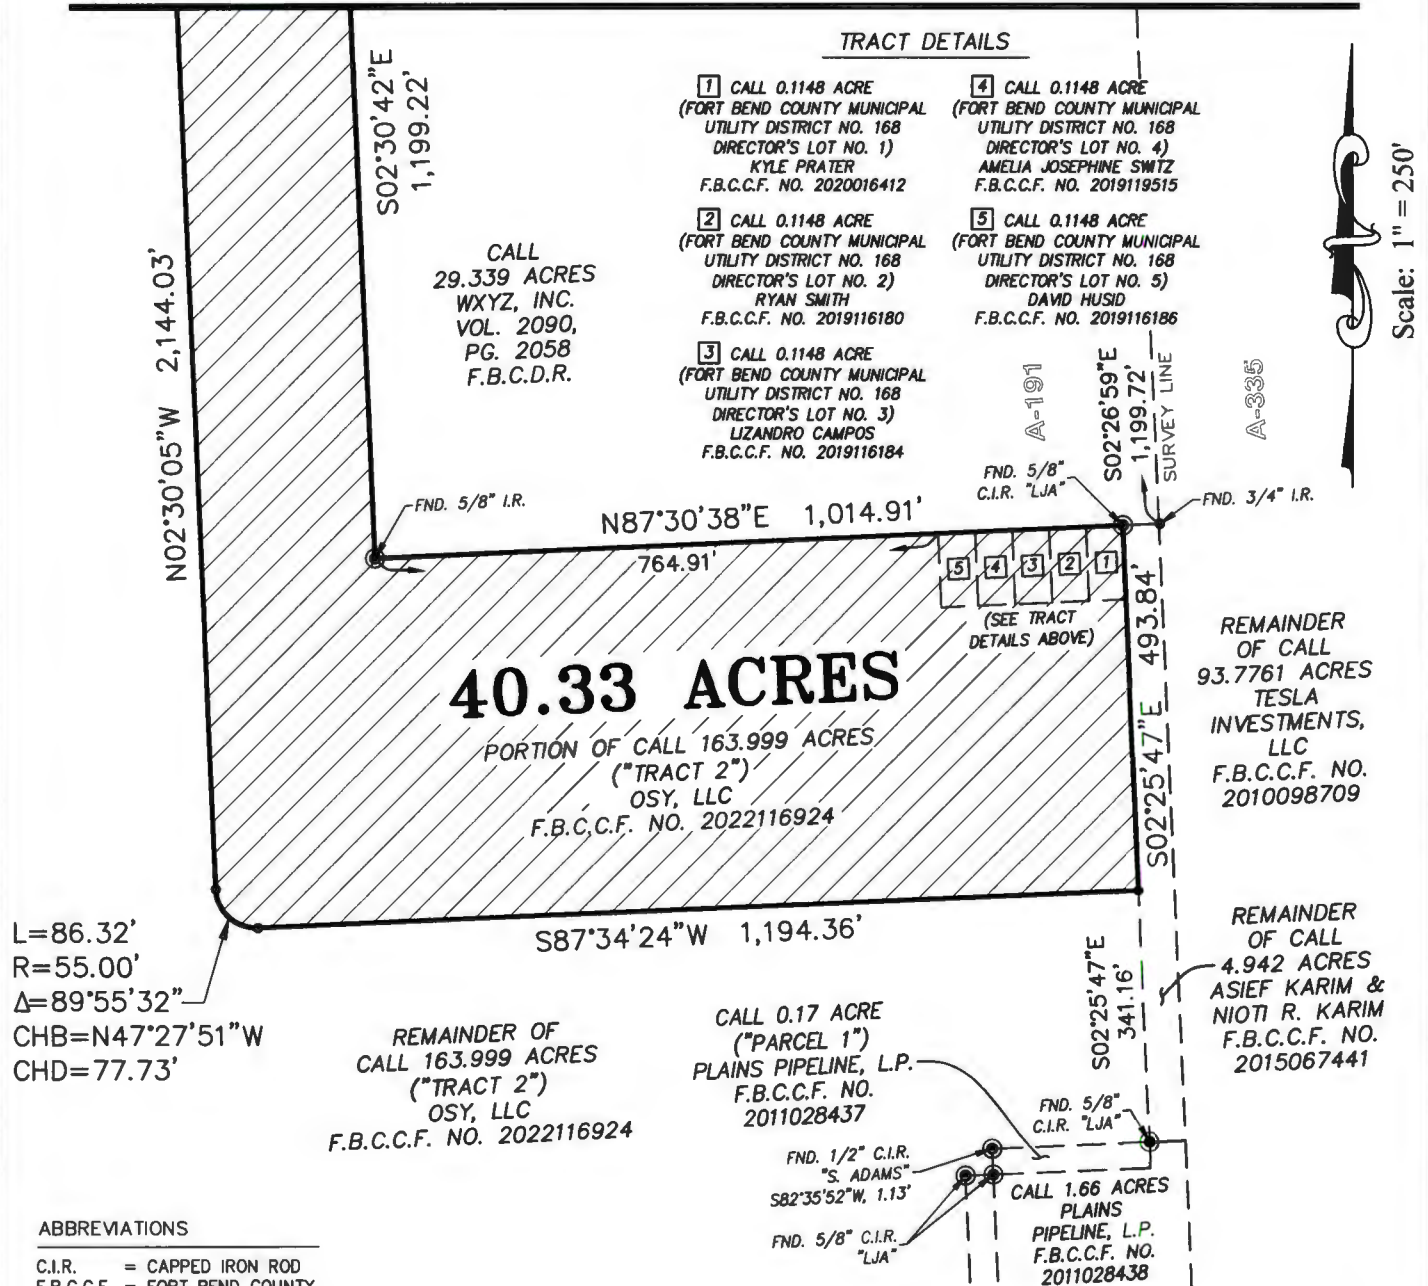 TRACT DETAILS
1 CALL 0.1148 ACRE
(FORT BEND COUNTY MUNICIPAL
UTILITY DISTRICT NO. 168
DIRECTOR'S LOT NO. 1)
KYLE PRATER
F.B.C.C.F. NO. 2020016412
2 CALL 0.1148 ACRE
(FORT BEND COUNTY MUNICIPAL
UTILITY DISTRICT NO. 168
DIRECTOR'S LOT NO. 2)
RYAN SMITH
F.B.C.C.F. NO. 2019116180
3 CALL 0.1148 ACRE
(FORT BEND COUNTY MUNICIPAL
UTILITY DISTRICT NO. 168
DIRECTOR'S LOT NO. 3)
LIZANDRO CAMPOS
F.B.C.C.F. NO. 2019116184
4 CALL 0.1148 ACRE
(FORT BEND COUNTY MUNICIPAL
UTILITY DISTRICT NO. 168
DIRECTOR'S LOT NO. 4)
AMELIA JOSEPHINE SWITZ
F.B.C.C.F. NO. 2019119515
5 CALL 0.1148 ACRE
(FORT BEND COUNTY MUNICIPAL
UTILITY DISTRICT NO. 168
DIRECTOR'S LOT NO. 5)
DAVID HUSID
F.B.C.C.F. NO. 2019116186
Scale: 1" = 250'
S02°30'42"E
1,199.22'
N02°30'05"W 2,144.03'
CALL
29.339 ACRES
WXYZ, INC.
VOL. 2090,
PG. 2058
F.B.C.D.R.
A-191
S02°26'59"E
1,199.72'
SURVEY LINE
A-335
FND. 5/8"
C.I.R. "LJA"
FND. 3/4" I.R.
FND. 5/8" I.R.
N87°30'38"E 1,014.91'
764.91'
5 4 3 2 1
(SEE TRACT
DETAILS ABOVE)
S02°25'47"E 493.84'
40.33 ACRES
PORTION OF CALL 163.999 ACRES
("TRACT 2")
OSY, LLC
F.B.C.C.F. NO. 2022116924
REMAINDER
OF CALL
93.7761 ACRES
TESLA
INVESTMENTS,
LLC
F.B.C.C.F. NO.
2010098709
L=86.32'
R=55.00'
Δ=89°55'32"
CHB=N47°27'51"W
CHD=77.73'
S87°34'24"W 1,194.36'
REMAINDER
OF CALL
4.942 ACRES
ASIEF KARIM &
NIOTI R. KARIM
F.B.C.C.F. NO.
2015067441
S02°25'47"E
341.16'
REMAINDER OF
CALL 163.999 ACRES
("TRACT 2")
OSY, LLC
F.B.C.C.F. NO. 2022116924
CALL 0.17 ACRE
("PARCEL 1")
PLAINS PIPELINE, L.P.
F.B.C.C.F. NO.
2011028437
FND. 5/8"
C.I.R. "LJA"
FND. 1/2" C.I.R.
"S. ADAMS"
S82°35'52"W, 1.13'
FND. 5/8" C.I.R.
"LJA"
CALL 1.66 ACRES
PLAINS
PIPELINE, L.P.
F.B.C.C.F. NO.
2011028438
ABBREVIATIONS
C.I.R. = CAPPED IRON ROD
F.B.C.C.F. = FORT BEND COUNTY